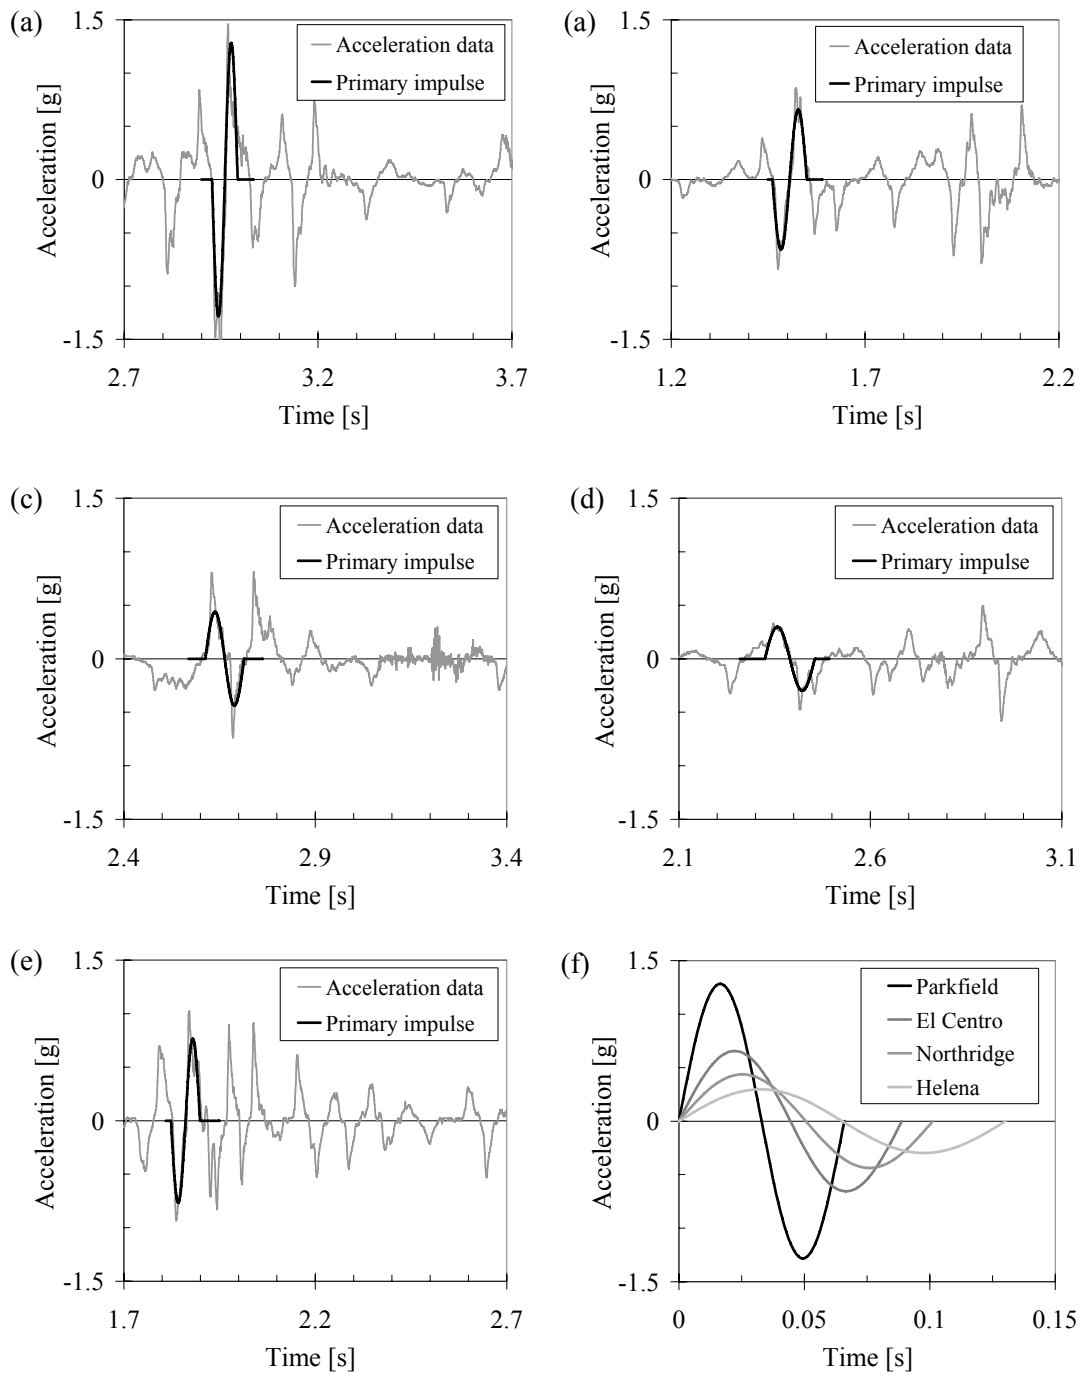 (a)
1.5
0
-1.5
Acceleration [g]
Acceleration data
Primary impulse
2.7 3.2 3.7
Time [s]
(a)
1.5
0
-1.5
Acceleration [g]
Acceleration data
Primary impulse
1.2 1.7 2.2
Time [s]
(c)
1.5
0
-1.5
Acceleration [g]
Acceleration data
Primary impulse
2.4 2.9 3.4
Time [s]
(d)
1.5
0
-1.5
Acceleration [g]
Acceleration data
Primary impulse
2.1 2.6 3.1
Time [s]
(e)
1.5
0
-1.5
Acceleration [g]
Acceleration data
Primary impulse
1.7 2.2 2.7
Time [s]
(f)
1.5
0
-1.5
Acceleration [g]
Parkfield
El Centro
Northridge
Helena
0 0.05 0.1 0.15
Time [s]